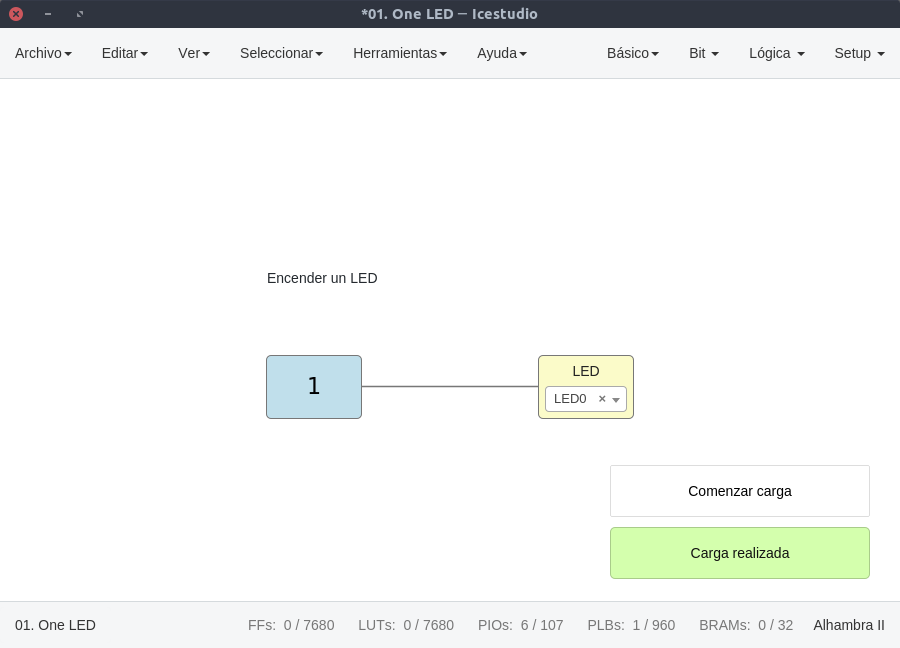 *01. One LED — Icestudio
Archivo Editar Ver Seleccionar Herramientas Ayuda Básico Bit Lógica Setup
Encender un LED
1
LED
LED0 ×
Comenzar carga
Carga realizada
01. One LED FFs: 0 / 7680 LUTs: 0 / 7680 PIOs: 6 / 107 PLBs: 1 / 960 BRAMs: 0 / 32 Alhambra II